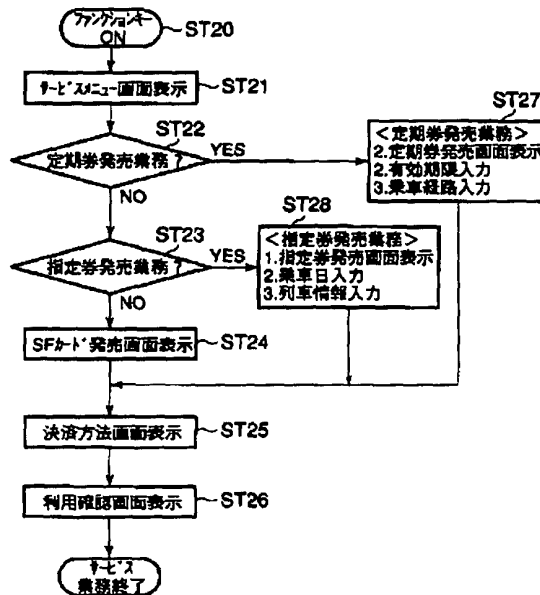 ファンクションキー
ON
ST20
サービスメニュー画面表示
ST21
ST22
定期券発売業務?
YES
NO
ST27
<定期券発売業務>
2.定期券発売画面表示
2.有効期限入力
3.乗車経路入力
ST23
指定券発売業務?
YES
NO
ST28
<指定券発売業務>
1.指定券発売画面表示
2.乗車日入力
3.列車情報入力
SFカード発売画面表示
ST24
決済方法画面表示
ST25
利用確認画面表示
ST26
サービス
業務終了